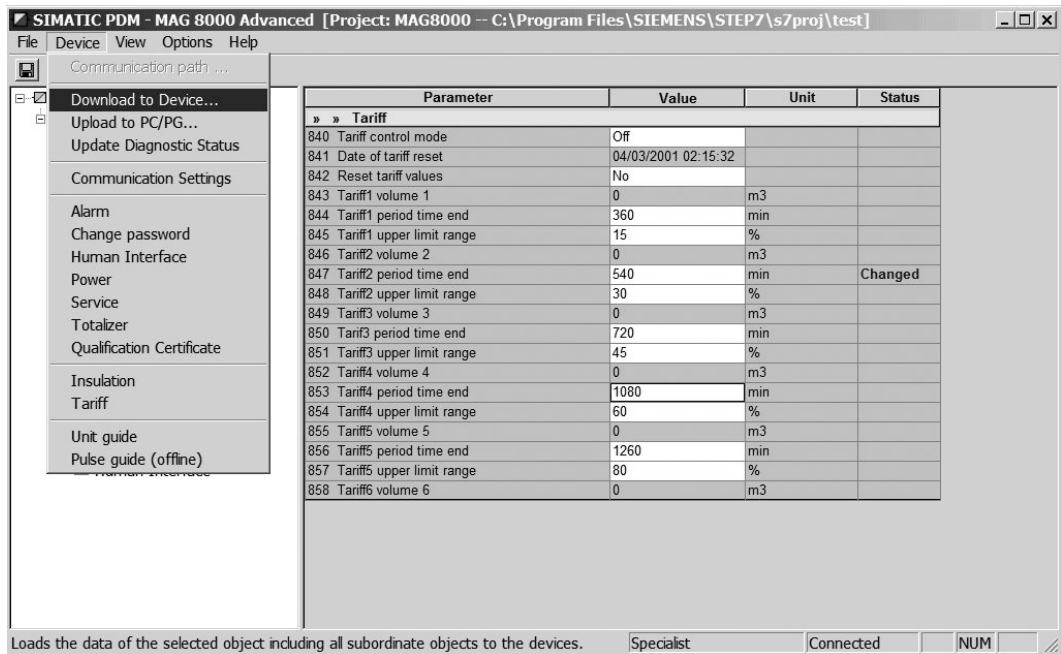 SIMATIC PDM - MAG 8000 Advanced [Project: MAG8000 -- C:\Program Files\SIEMENS\STEP7\s7proj\test]
File Device View Options Help
Communication path ...
Download to Device...
Upload to PC/PG...
Update Diagnostic Status
Communication Settings
Alarm
Change password
Human Interface
Power
Service
Totalizer
Qualification Certificate
Insulation
Tariff
Unit guide
Pulse guide (offline)
Human Interface
Parameter Value Unit Status
» » Tariff
840 Tariff control mode Off
841 Date of tariff reset 04/03/2001 02:15:32
842 Reset tariff values No
843 Tariff1 volume 1 0 m3
844 Tariff1 period time end 360 min
845 Tariff1 upper limit range 15 %
846 Tariff2 volume 2 0 m3
847 Tariff2 period time end 540 min Changed
848 Tariff2 upper limit range 30 %
849 Tariff3 volume 3 0 m3
850 Tarif3 period time end 720 min
851 Tariff3 upper limit range 45 %
852 Tariff4 volume 4 0 m3
853 Tariff4 period time end 1080 min
854 Tariff4 upper limit range 60 %
855 Tariff5 volume 5 0 m3
856 Tariff5 period time end 1260 min
857 Tariff5 upper limit range 80 %
858 Tariff6 volume 6 0 m3
Loads the data of the selected object including all subordinate objects to the devices. Specialist Connected NUM